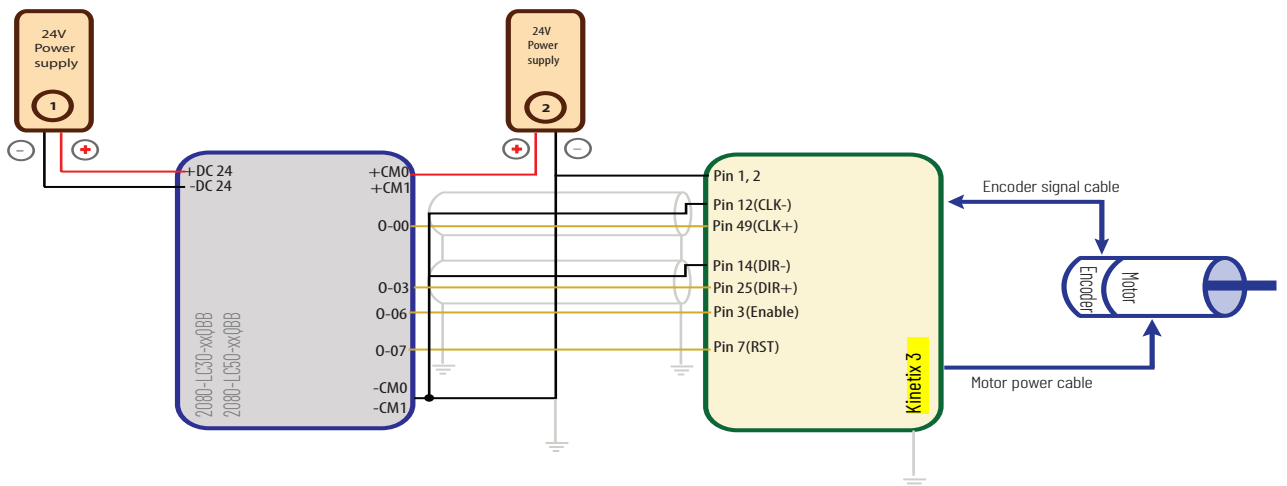 24V
Power
supply
1
24V
Power
supply
2
+DC 24
-DC 24
+CM0
+CM1
O-00
O-03
O-06
O-07
-CM0
-CM1
2080-LC30-xxQBB
2080-LC50-xxQBB
Pin 1, 2
Pin 12(CLK-)
Pin 49(CLK+)
Pin 14(DIR-)
Pin 25(DIR+)
Pin 3(Enable)
Pin 7(RST)
Kinetix 3
Encoder signal cable
Encoder
Motor
Motor power cable